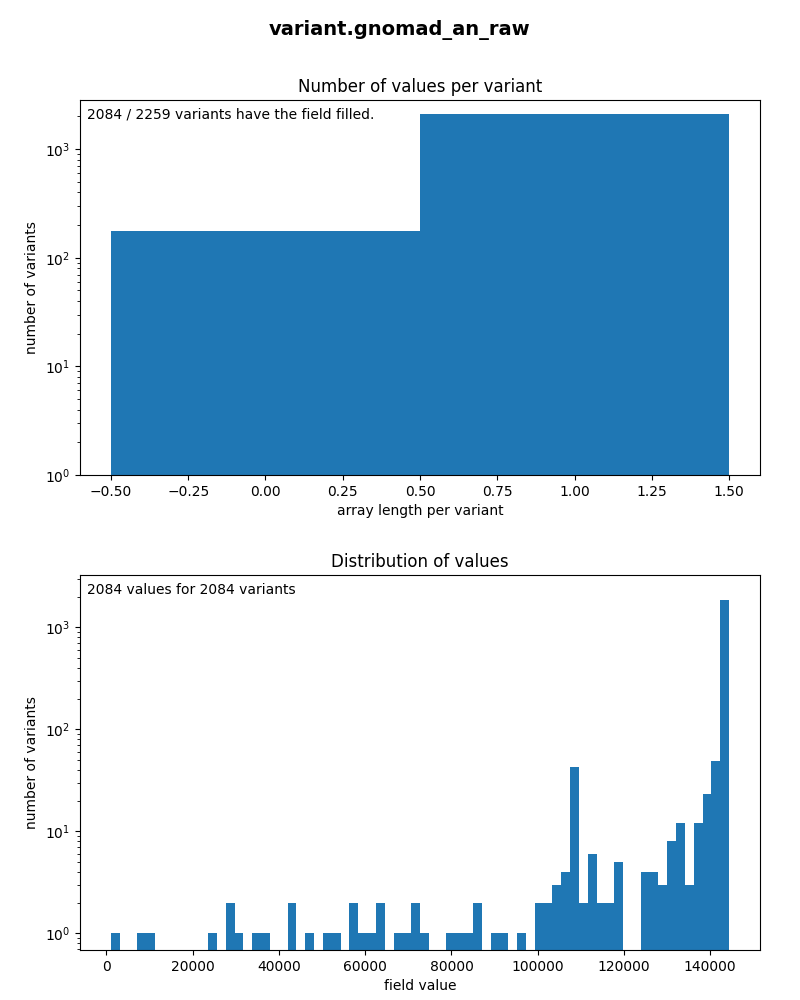 variant.gnomad_an_raw
Number of values per variant
2084 / 2259 variants have the field filled.
10³
10²
10¹
10⁰
number of variants
−0.50 −0.25 0.00 0.25 0.50 0.75 1.00 1.25 1.50
array length per variant
Distribution of values
2084 values for 2084 variants
10³
10²
10¹
10⁰
number of variants
0 20000 40000 60000 80000 100000 120000 140000
field value